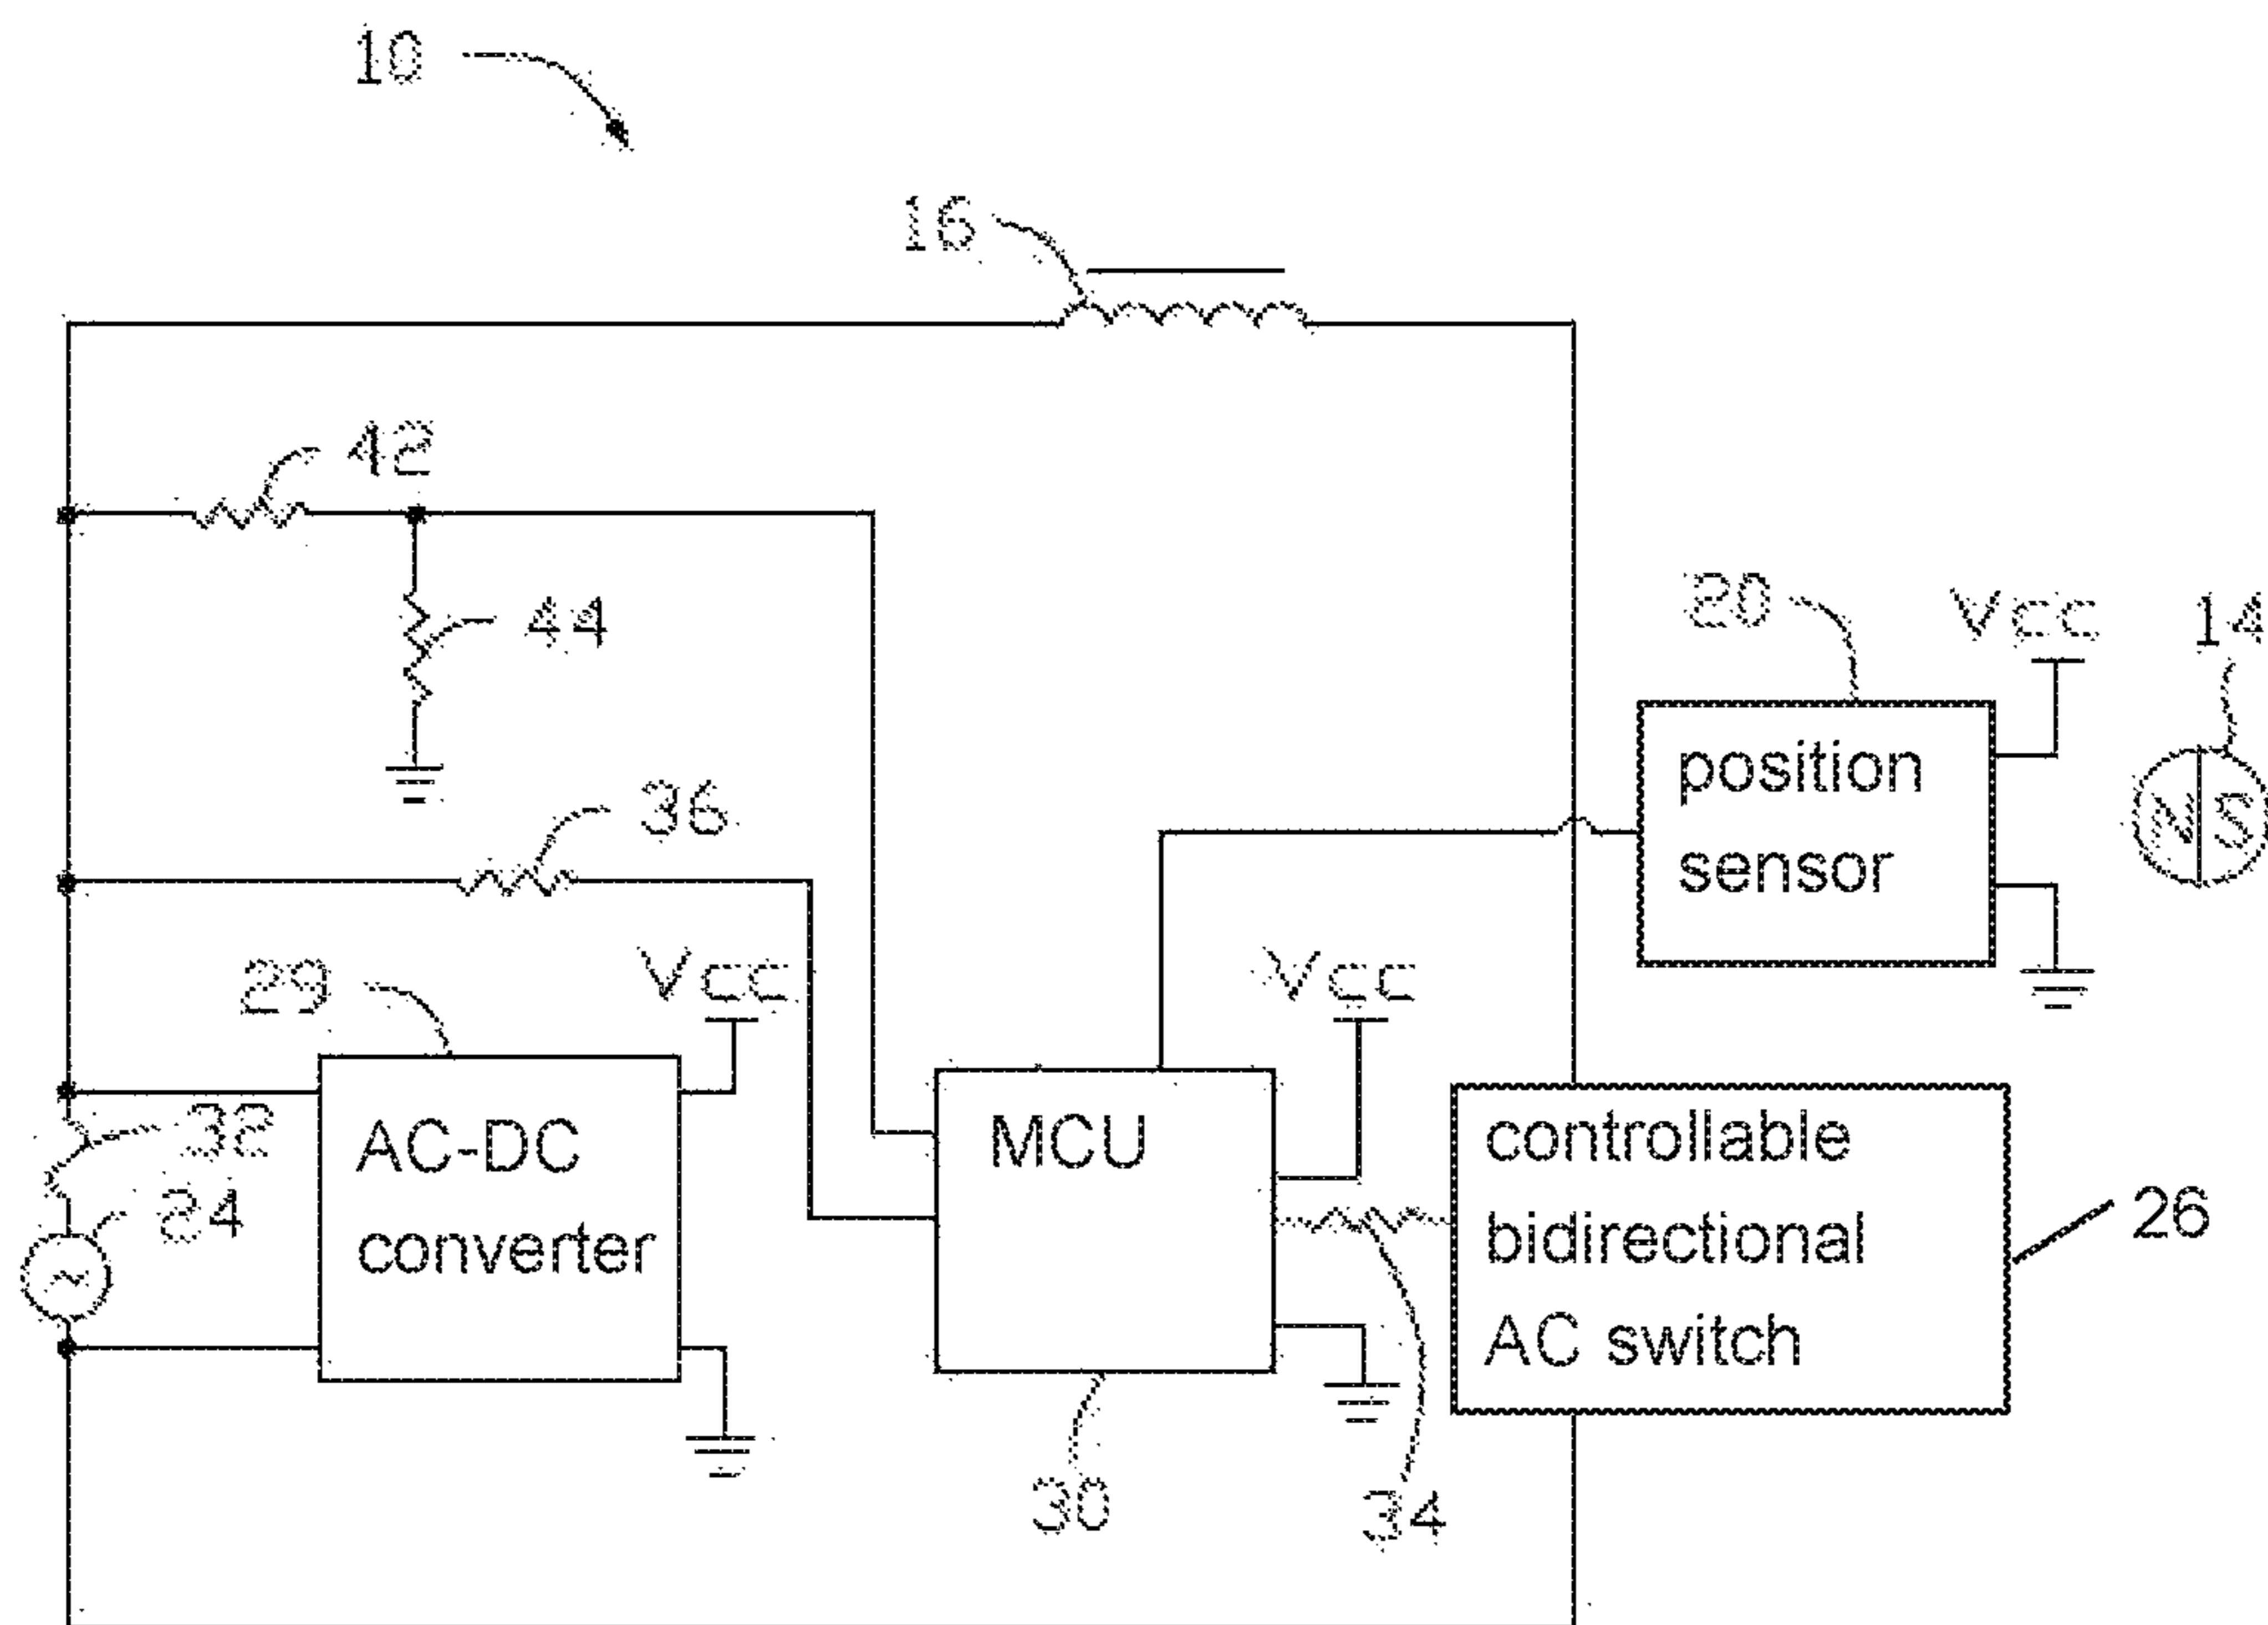 10
16
42
44
20
Vcc
14
position
sensor
N S
36
29
Vcc
Vcc
32
24
AC-DC
converter
MCU
controllable
bidirectional
AC switch
26
~
30
34